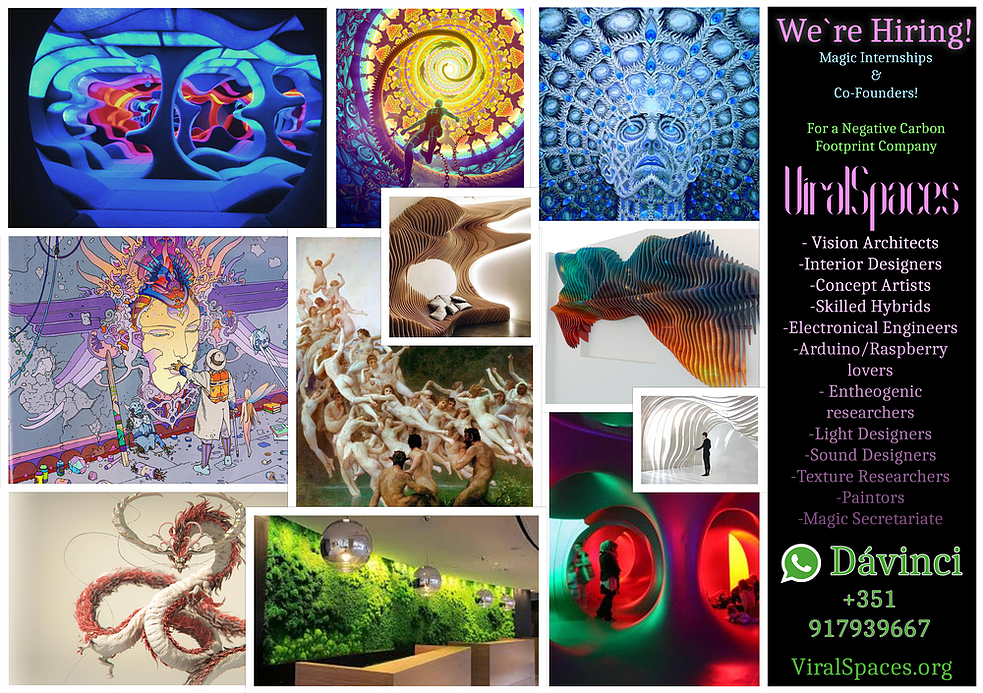 We`re Hiring!
Magic Internships
&
Co-Founders!
For a Negative Carbon
Footprint Company
ViralSpaces
- Vision Architects
-Interior Designers
-Concept Artists
-Skilled Hybrids
-Electronical Engineers
-Arduino/Raspberry
lovers
- Entheogenic
researchers
-Light Designers
-Sound Designers
-Texture Researchers
-Paintors
-Magic Secretariate
Dávinci
+351
917939667
ViralSpaces.org